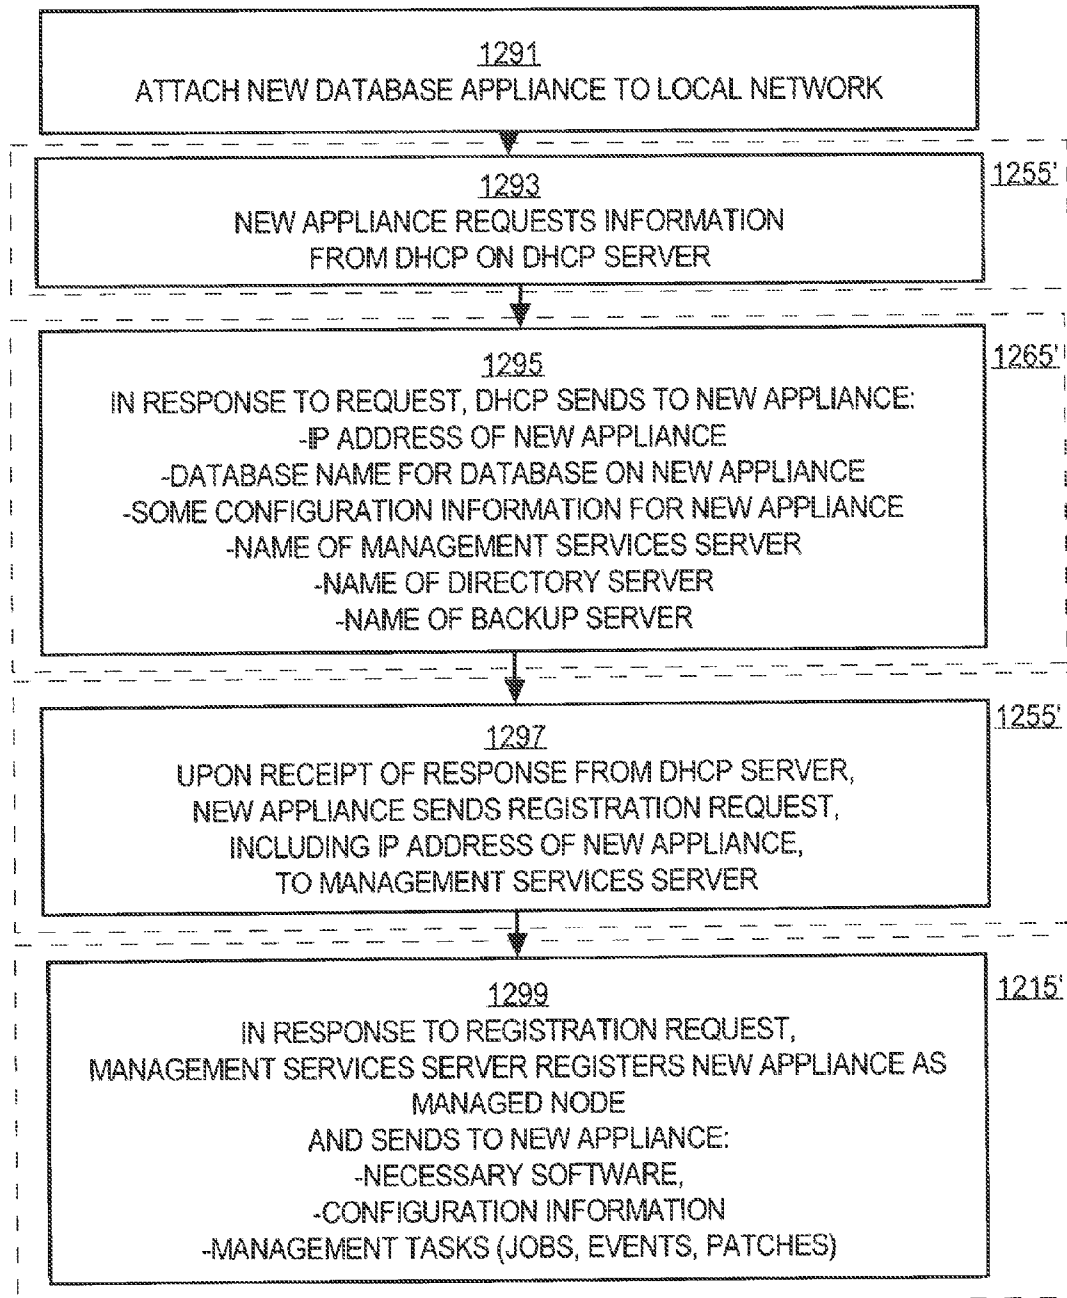 1291
ATTACH NEW DATABASE APPLIANCE TO LOCAL NETWORK
1255'
1293
NEW APPLIANCE REQUESTS INFORMATION
FROM DHCP ON DHCP SERVER
1265'
1295
IN RESPONSE TO REQUEST, DHCP SENDS TO NEW APPLIANCE:
-IP ADDRESS OF NEW APPLIANCE
-DATABASE NAME FOR DATABASE ON NEW APPLIANCE
-SOME CONFIGURATION INFORMATION FOR NEW APPLIANCE
-NAME OF MANAGEMENT SERVICES SERVER
-NAME OF DIRECTORY SERVER
-NAME OF BACKUP SERVER
1255'
1297
UPON RECEIPT OF RESPONSE FROM DHCP SERVER,
NEW APPLIANCE SENDS REGISTRATION REQUEST,
INCLUDING IP ADDRESS OF NEW APPLIANCE,
TO MANAGEMENT SERVICES SERVER
1215'
1299
IN RESPONSE TO REGISTRATION REQUEST,
MANAGEMENT SERVICES SERVER REGISTERS NEW APPLIANCE AS
MANAGED NODE
AND SENDS TO NEW APPLIANCE:
-NECESSARY SOFTWARE,
-CONFIGURATION INFORMATION
-MANAGEMENT TASKS (JOBS, EVENTS, PATCHES)